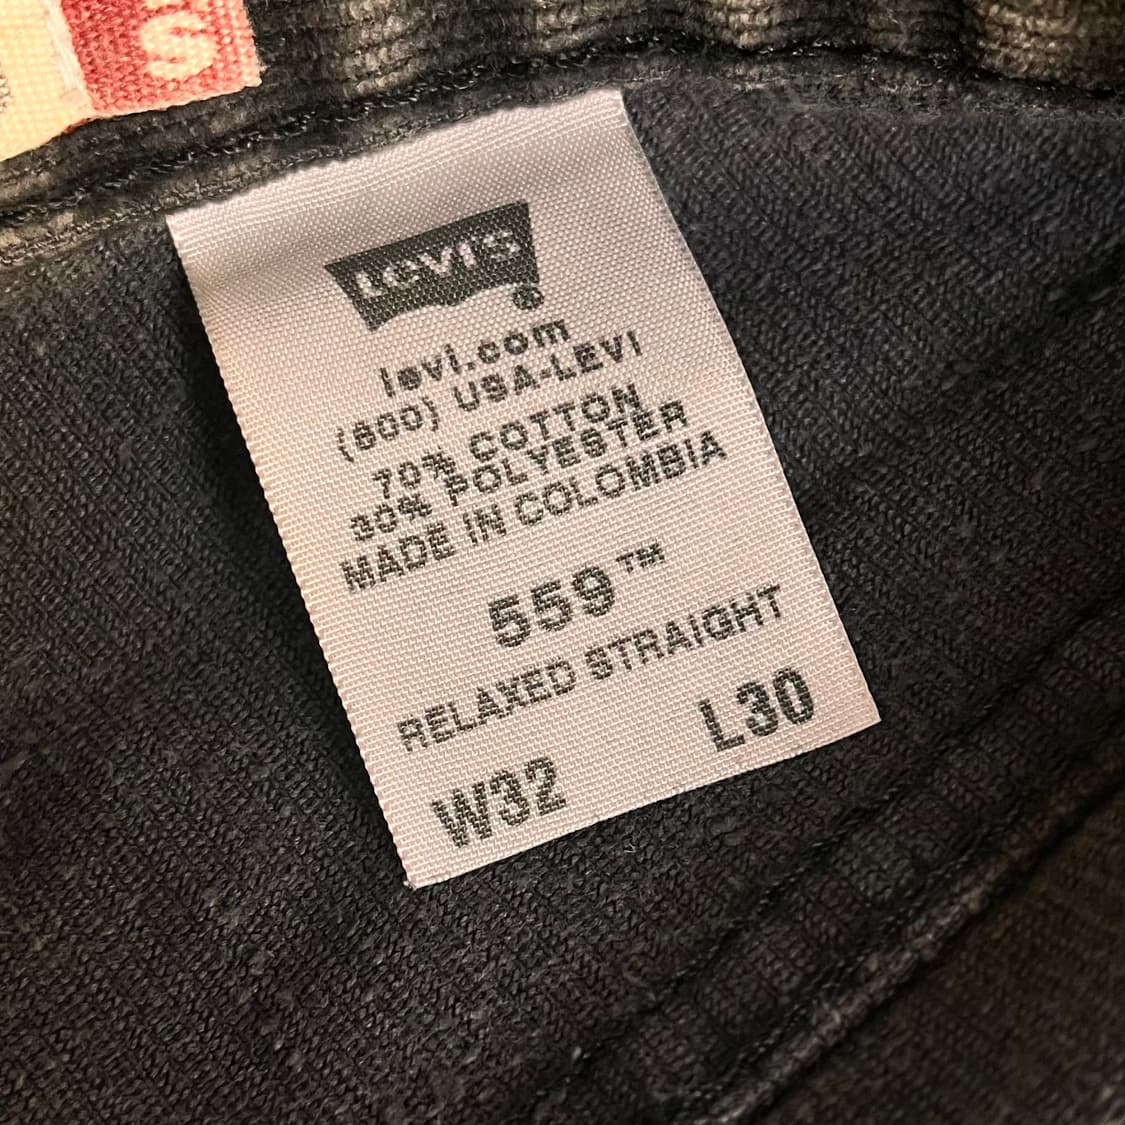 S
Levi's
®
levi.com
(800) USA-LEVI
70% COTTON
30% POLYESTER
MADE IN COLOMBIA
559™
RELAXED STRAIGHT
W32 L30